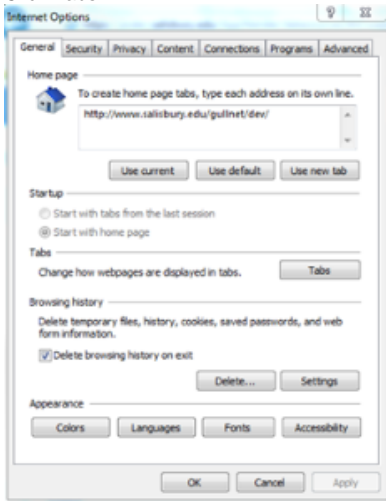 Internet Options
General Security Privacy Content Connections Programs Advanced
Home page
To create home page tabs, type each address on its own line.
http://www.salisbury.edu/gullnet/dev/
Use current Use default Use new tab
Startup
Start with tabs from the last session
Start with home page
Tabs
Change how webpages are displayed in tabs. Tabs
Browsing history
Delete temporary files, history, cookies, saved passwords, and web
form information.
Delete browsing history on exit
Delete... Settings
Appearance
Colors Languages Fonts Accessibility
OK Cancel Apply